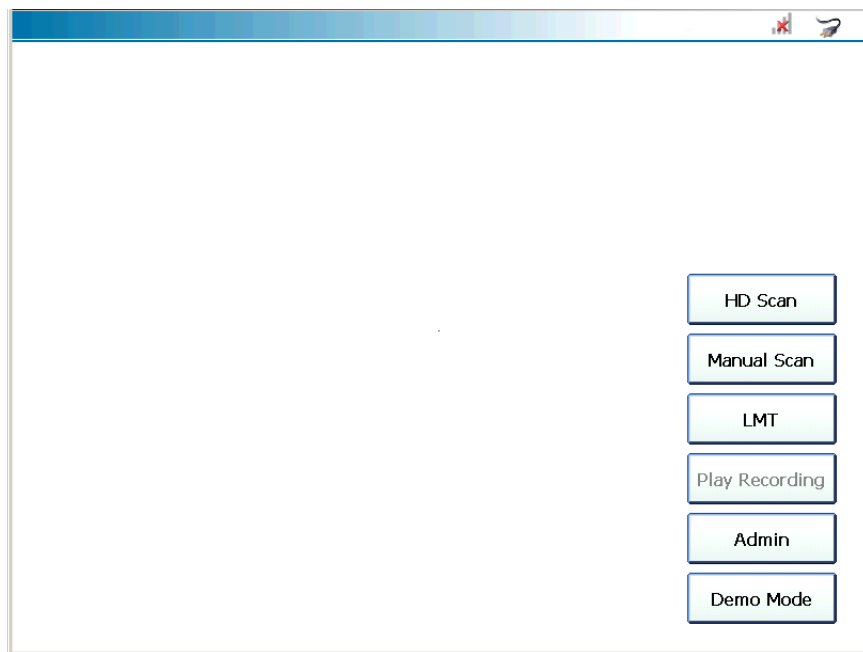 HD Scan
Manual Scan
LMT
Play Recording
Admin
Demo Mode